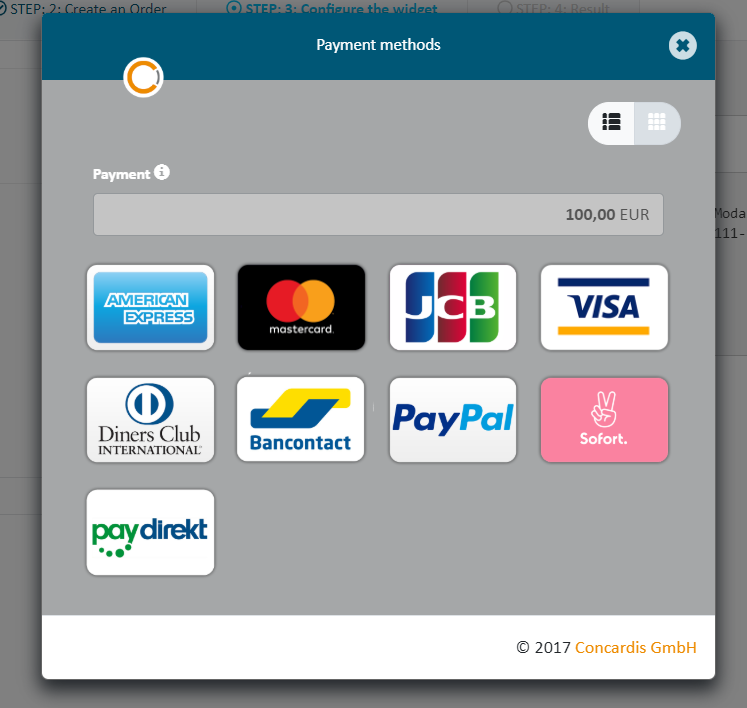 STEP: 2: Create an Order
STEP: 3: Configure the widget
STEP: 4: Result
Payment methods
Payment
100,00 EUR
AMERICAN
EXPRESS
mastercard.
JCB
VISA
Diners Club
INTERNATIONAL®
Bancontact
PayPal
Sofort.
paydirekt
Moda
111-
© 2017 Concardis GmbH